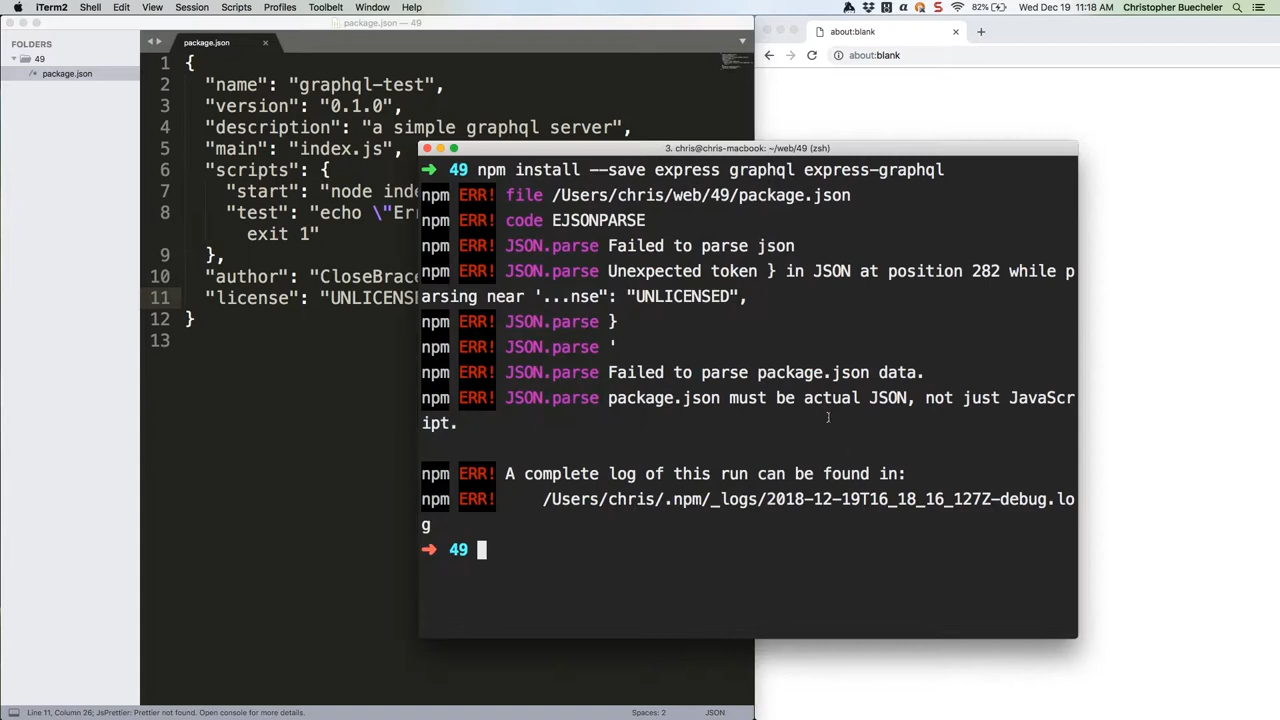 iTerm2 Shell Edit View Session Scripts Profiles Toolbelt Window Help 82% Wed Dec 19 11:18 AM Christopher Buecheler
package.json — 49
about:blank
FOLDERS
49
package.json
package.json
about:blank
1 {
2 "name": "graphql-test",
3 "version": "0.1.0",
4 "description": "a simple graphql server",
5 "main": "index.js",
6 "scripts": {
7 "start": "node inde
8 "test": "echo \"Err
exit 1"
9 },
10 "author": "CloseBrace
11 "license": "UNLICENSE
12 }
13
3. chris@chris-macbook: ~/web/49 (zsh)
➜ 49 npm install --save express graphql express-graphql
npm ERR! file /Users/chris/web/49/package.json
npm ERR! code EJSONPARSE
npm ERR! JSON.parse Failed to parse json
npm ERR! JSON.parse Unexpected token } in JSON at position 282 while p
arsing near '...nse": "UNLICENSED",
npm ERR! JSON.parse }
npm ERR! JSON.parse '
npm ERR! JSON.parse Failed to parse package.json data.
npm ERR! JSON.parse package.json must be actual JSON, not just JavaScr
ipt.
npm ERR! A complete log of this run can be found in:
npm ERR! /Users/chris/.npm/_logs/2018-12-19T16_18_16_127Z-debug.lo
g
➜ 49
Line 11, Column 26; JsPrettier: Prettier not found. Open console for more details. Spaces: 2 JSON